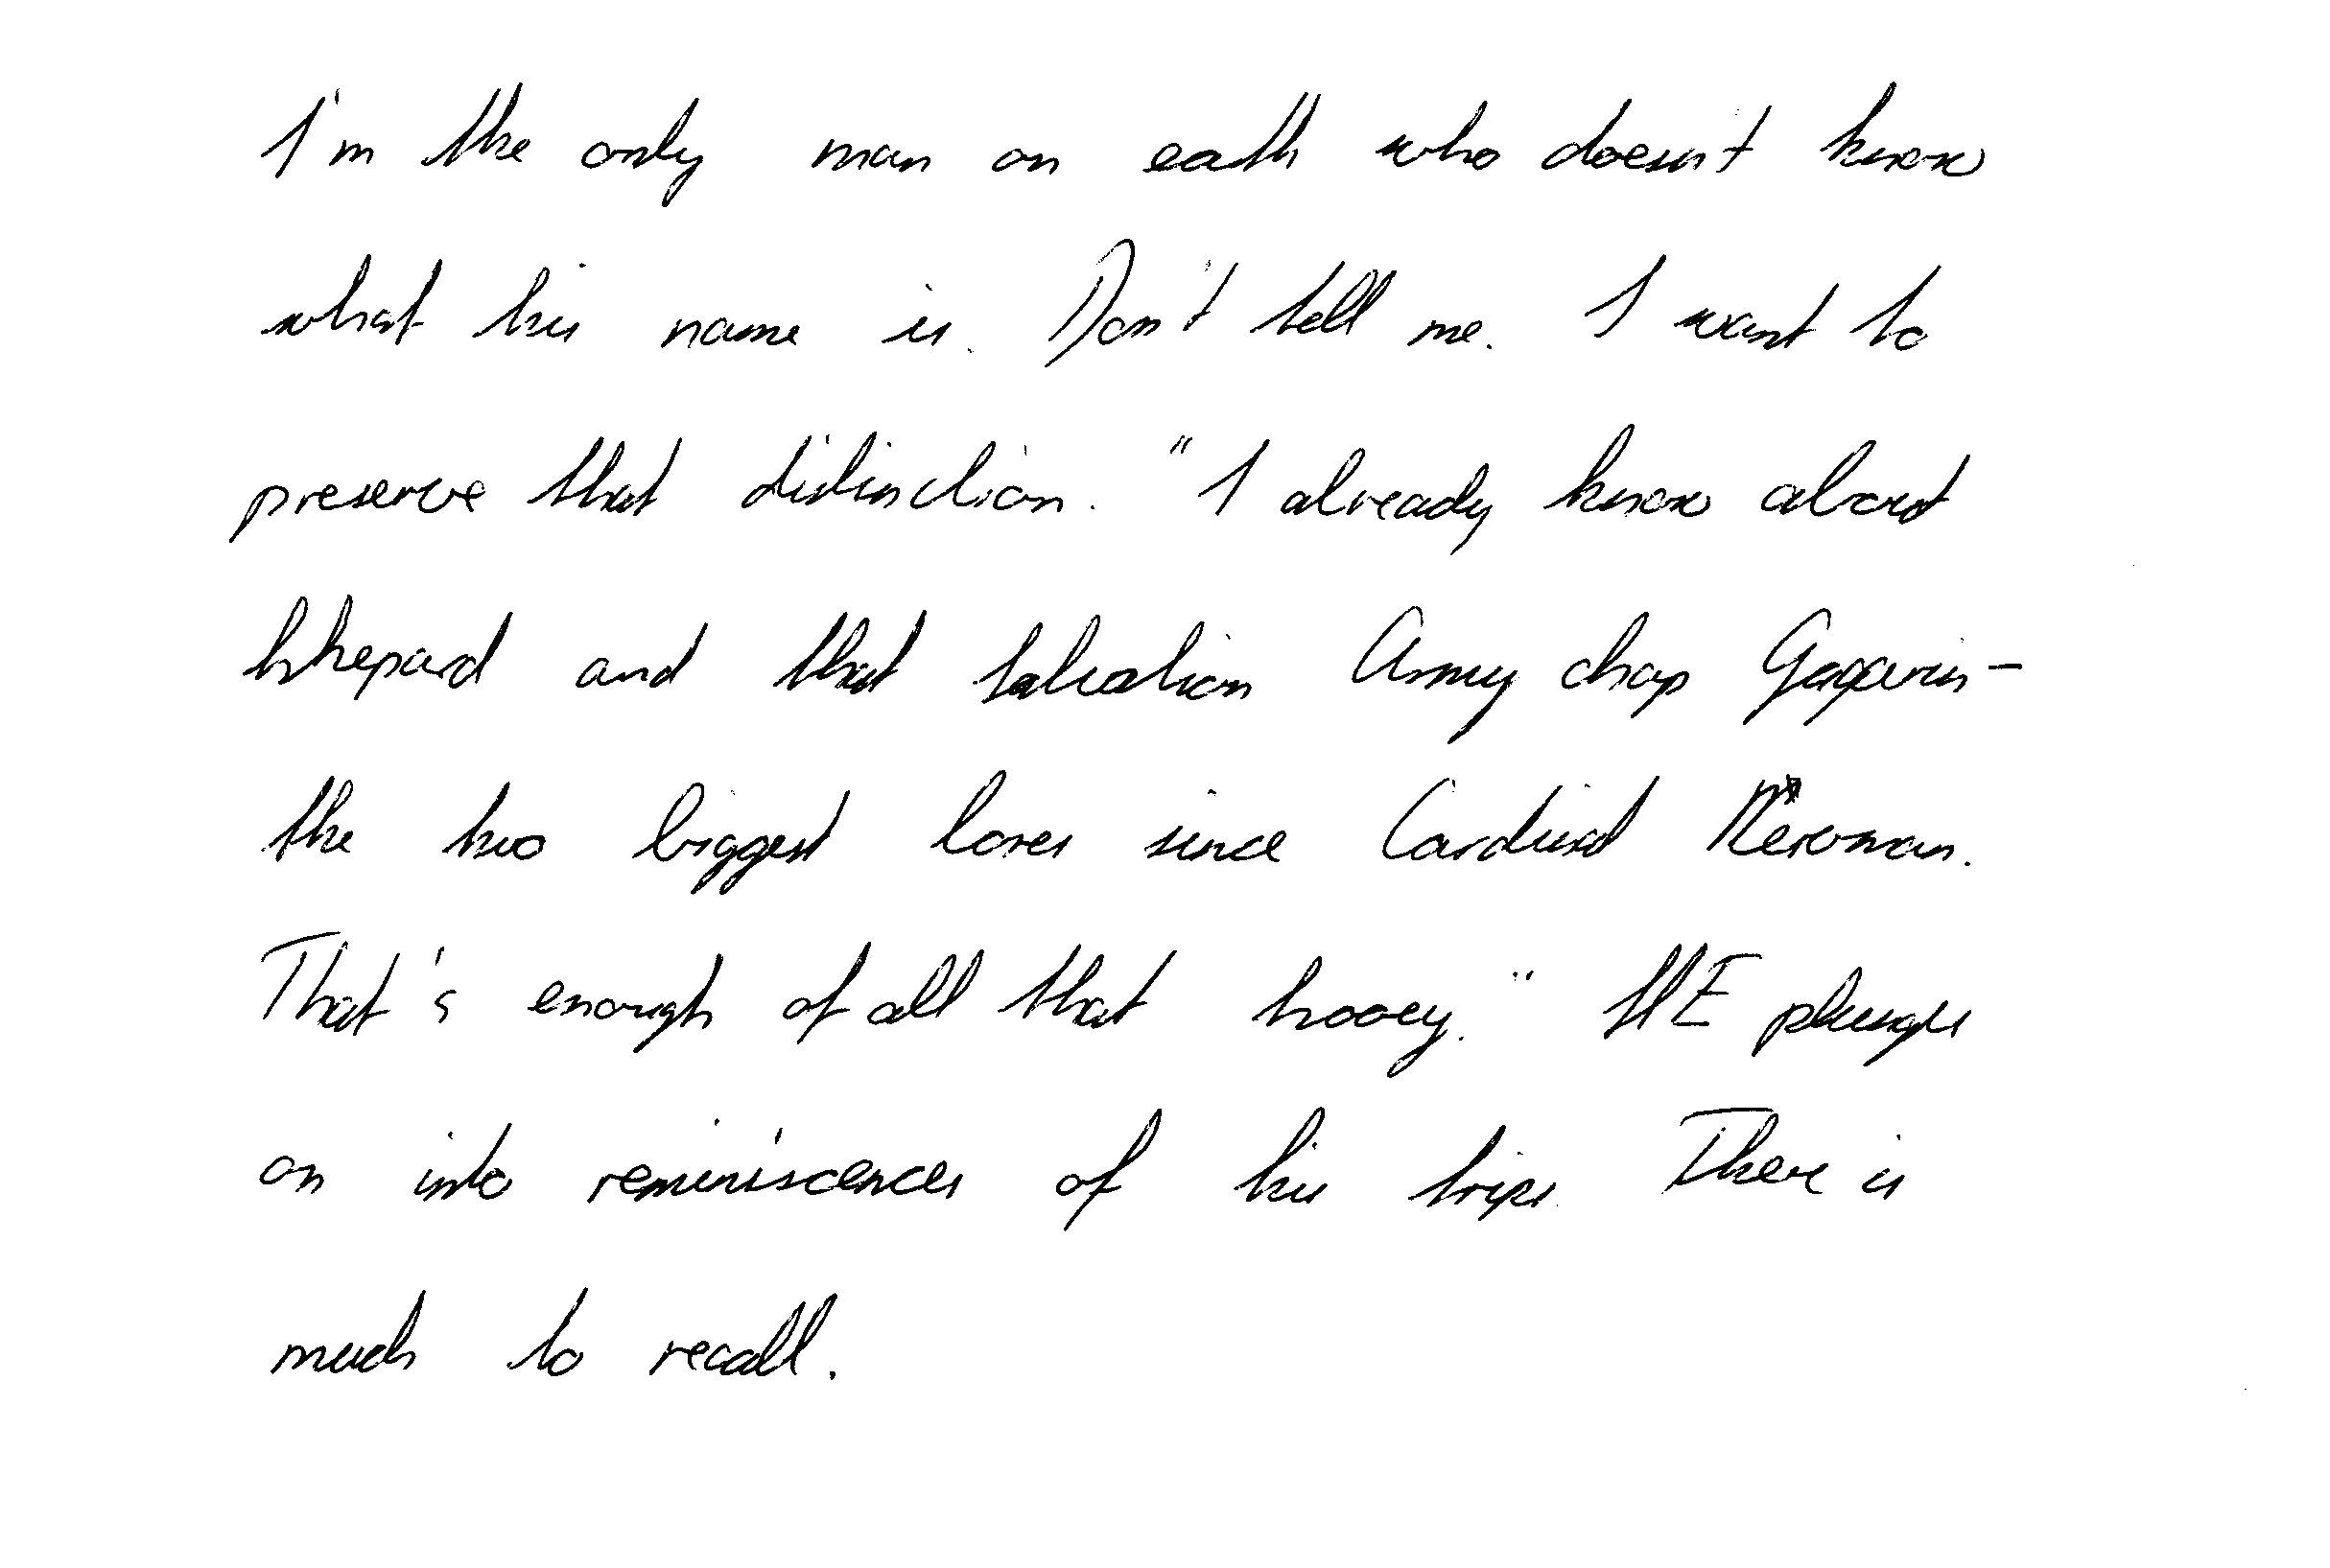 I'm the only man on eath who doesn't know
what his name is. Don't tell me. I want to
preserve that distinction. "I already know about
Shepard and that Salvation Army chap Gagarin-
the two biggest bores since Cardinal Newman.
That's enough of all that hooey." HE plunges
on into reminiscences of his trips. There is
much to recall.